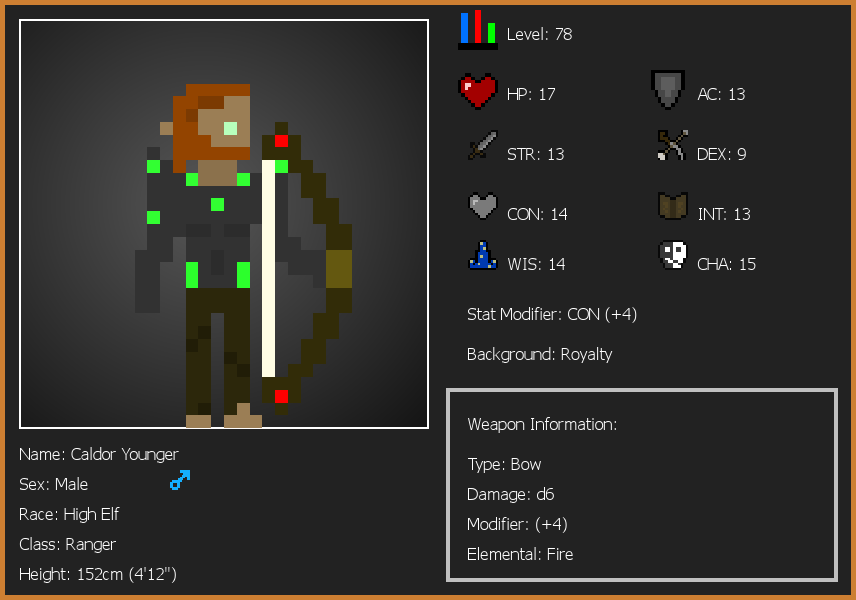 Level: 78
HP: 17
AC: 13
STR: 13
DEX: 9
CON: 14
INT: 13
WIS: 14
CHA: 15
Stat Modifier: CON (+4)
Background: Royalty
Weapon Information:
Type: Bow
Damage: d6
Modifier: (+4)
Elemental: Fire
Name: Caldor Younger
Sex: Male
Race: High Elf
Class: Ranger
Height: 152cm (4'12")